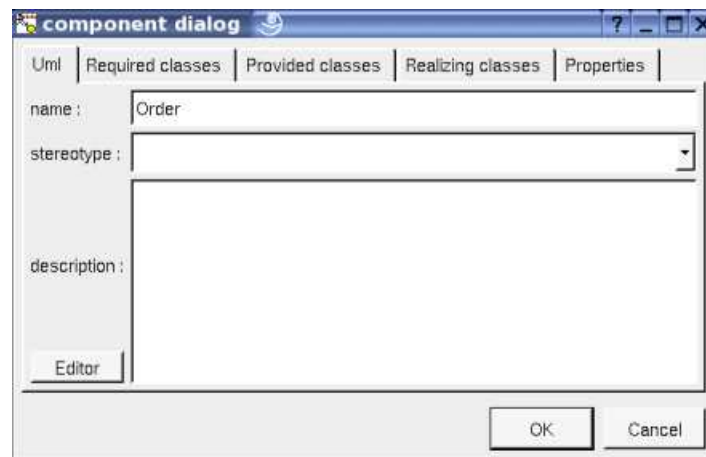 component dialog ?
Uml Required classes Provided classes Realizing classes Properties
name : Order
stereotype :
description :
Editor
OK Cancel